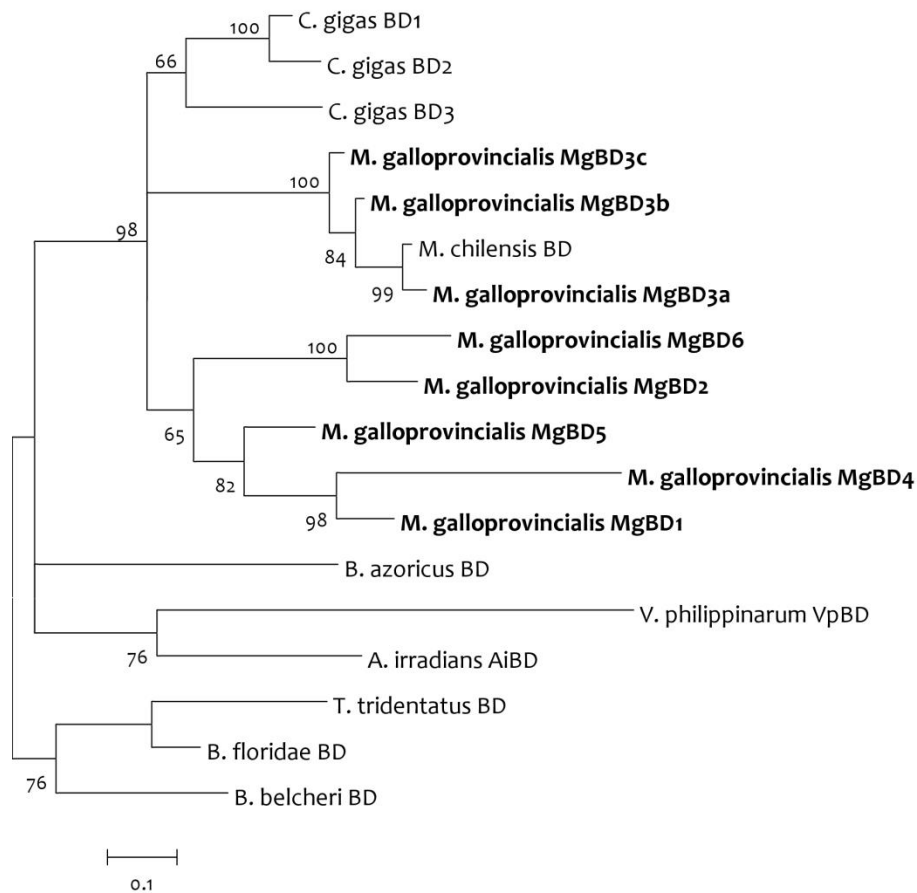 C. gigas BD1
100
C. gigas BD2
66
C. gigas BD3
M. galloprovincialis MgBD3c
100
M. galloprovincialis MgBD3b
98
M. chilensis BD
84
M. galloprovincialis MgBD3a
99
M. galloprovincialis MgBD6
100
M. galloprovincialis MgBD2
65
M. galloprovincialis MgBD5
M. galloprovincialis MgBD4
82
M. galloprovincialis MgBD1
98
B. azoricus BD
V. philippinarum VpBD
A. irradians AiBD
76
T. tridentatus BD
B. floridae BD
76
B. belcheri BD
0.1